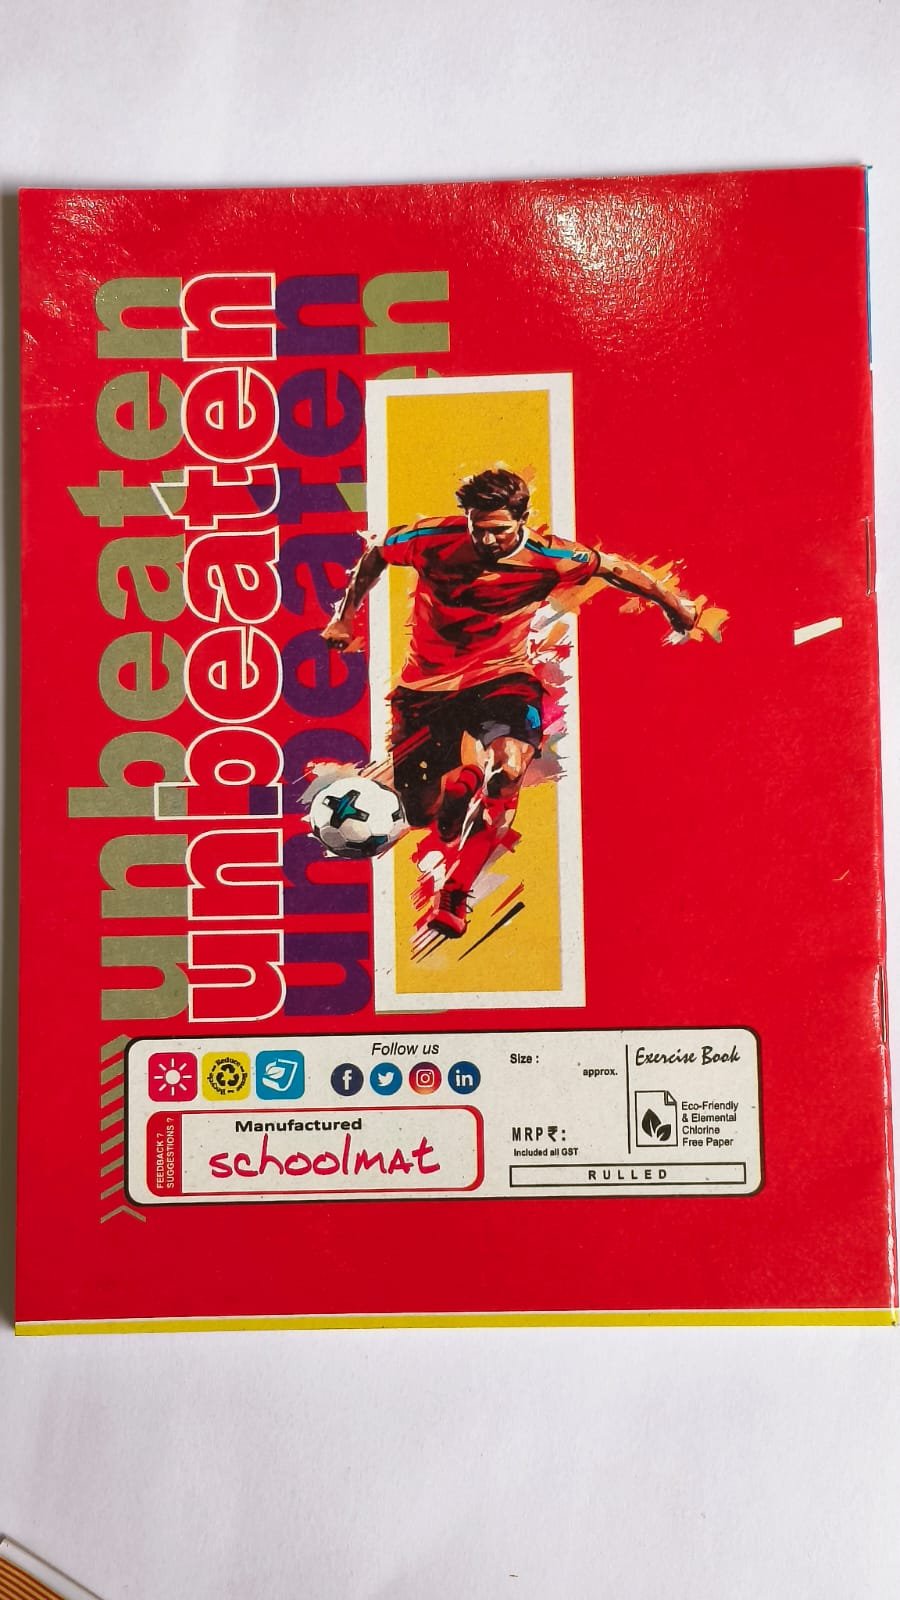 unbeaten
unbeaten
unbeaten
en
Follow us
Manufactured
schoolmat
FEEDBACK ?
SUGGESTIONS ?
Size :
approx.
MRP ₹ :
Included all GST
RULLED
Exercise Book
Eco-Friendly
& Elemental
Chlorine
Free Paper